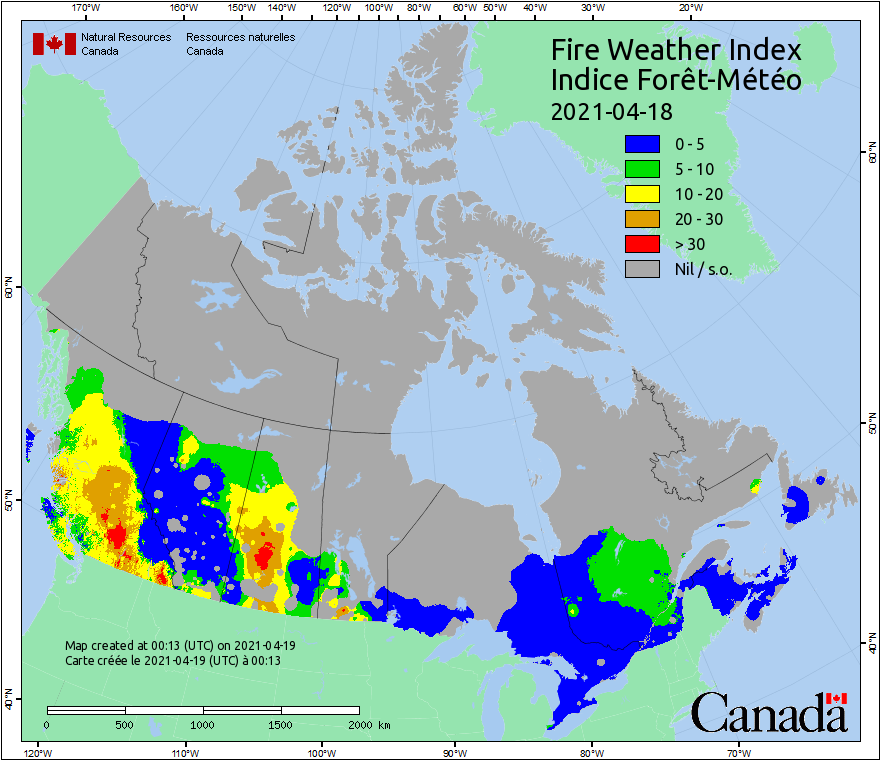 170°W 160°W 150°W 140°W 130°W 120°W 110°W 100°W 90°W 80°W 70°W 60°W 50°W 40°W 30°W 20°W
Natural Resources Ressources naturelles
Canada Canada
Fire Weather Index
Indice Forêt-Météo
2021-04-18
0 - 5
5 - 10
10 - 20
20 - 30
> 30
Nil / s.o.
60°N 60°N
50°N 50°N
40°N 40°N
Map created at 00:13 (UTC) on 2021-04-19
Carte créée le 2021-04-19 (UTC) à 00:13
0 500 1000 1500 2000 km
Canada
120°W 110°W 100°W 90°W 80°W 70°W